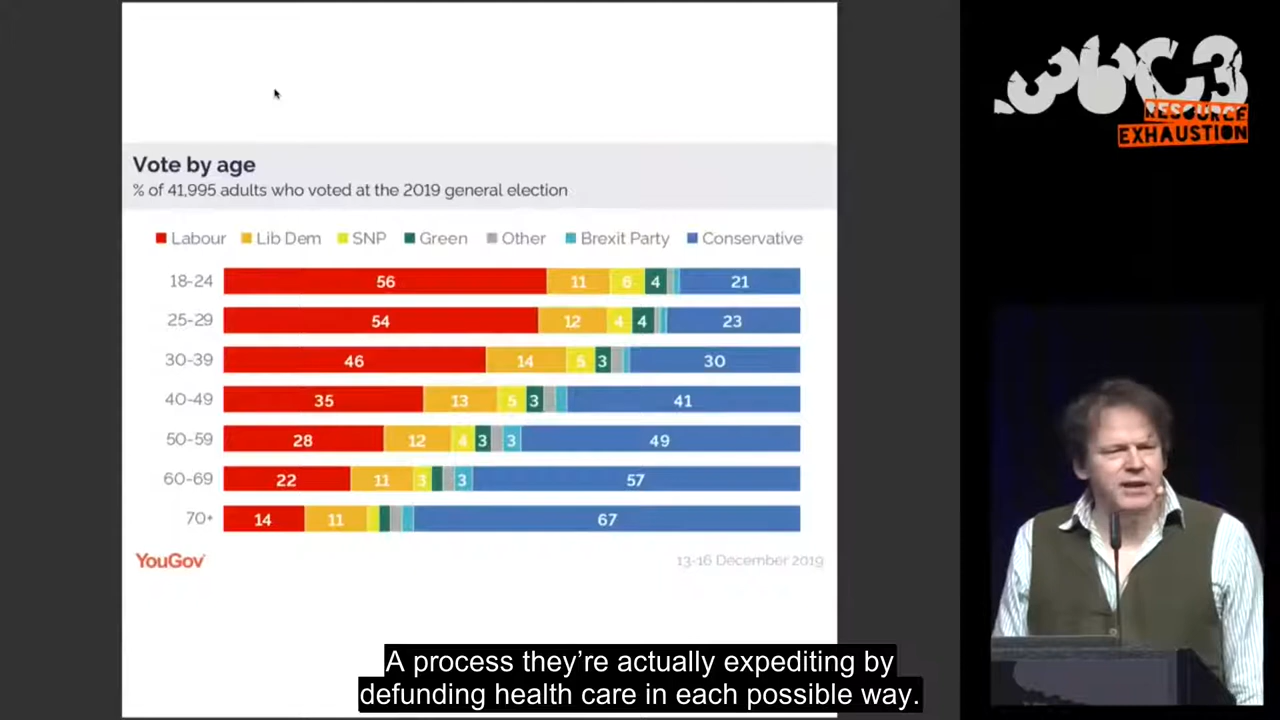 36C3
RESOURCE
EXHAUSTION
Vote by age
% of 41,995 adults who voted at the 2019 general election
Labour Lib Dem SNP Green Other Brexit Party Conservative
18-24 56 11 6 4 21
25-29 54 12 4 4 23
30-39 46 14 5 3 30
40-49 35 13 5 3 41
50-59 28 12 4 3 3 49
60-69 22 11 3 3 57
70+ 14 11 67
YouGov 13-16 December 2019
A process they’re actually expediting by
defunding health care in each possible way.